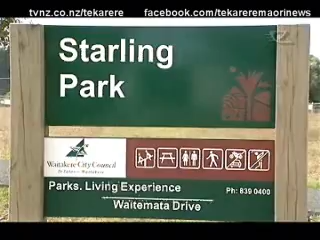 tvnz.co.nz/tekarere facebook.com/tekareremaorinews
Starling
Park
Waitakere City Council
Parks. Living Experience
Ph: 839 0400
Waitemata Drive